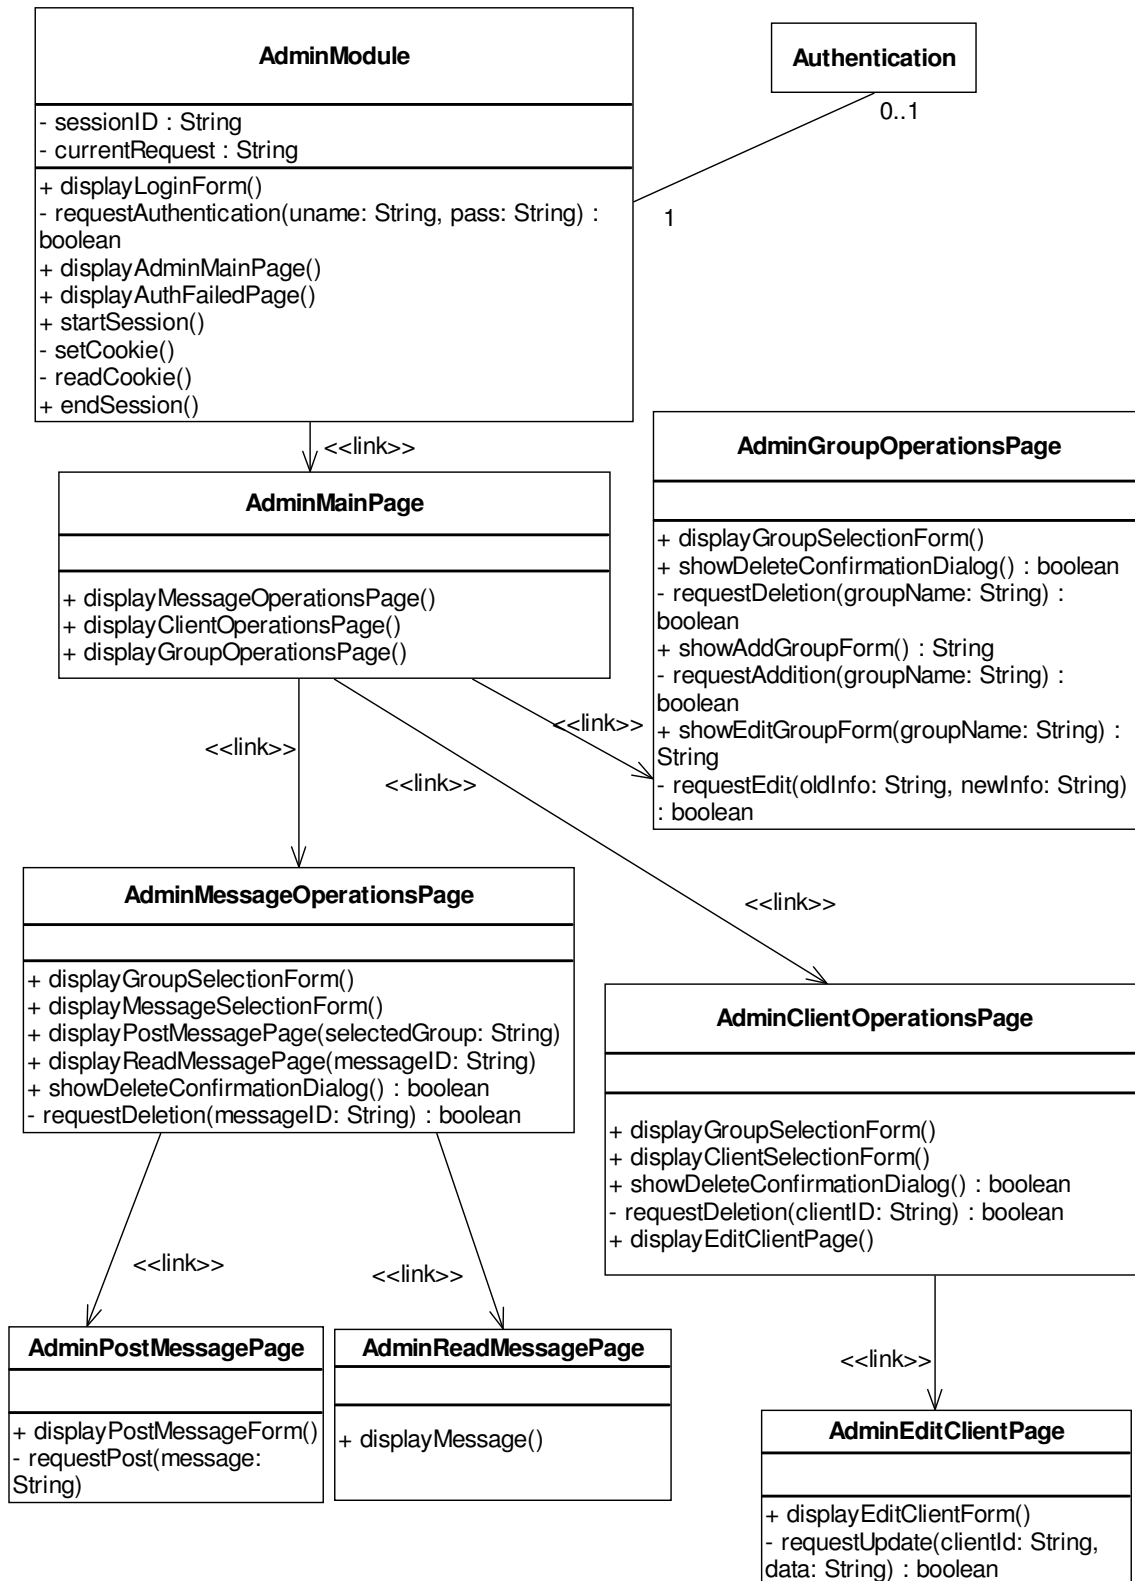 AdminModule
- sessionID : String
- currentRequest : String
+ displayLoginForm()
- requestAuthentication(uname: String, pass: String) :
boolean
+ displayAdminMainPage()
+ displayAuthFailedPage()
+ startSession()
- setCookie()
- readCookie()
+ endSession()
Authentication
0..1
1
<<link>>
AdminMainPage
+ displayMessageOperationsPage()
+ displayClientOperationsPage()
+ displayGroupOperationsPage()
AdminGroupOperationsPage
+ displayGroupSelectionForm()
+ showDeleteConfirmationDialog() : boolean
- requestDeletion(groupName: String) :
boolean
+ showAddGroupForm() : String
- requestAddition(groupName: String) :
boolean
+ showEditGroupForm(groupName: String) :
String
- requestEdit(oldInfo: String, newInfo: String)
: boolean
<<link>>
<<link>>
<<link>>
<<link>>
AdminMessageOperationsPage
+ displayGroupSelectionForm()
+ displayMessageSelectionForm()
+ displayPostMessagePage(selectedGroup: String)
+ displayReadMessagePage(messageID: String)
+ showDeleteConfirmationDialog() : boolean
- requestDeletion(messageID: String) : boolean
AdminClientOperationsPage
+ displayGroupSelectionForm()
+ displayClientSelectionForm()
+ showDeleteConfirmationDialog() : boolean
- requestDeletion(clientID: String) : boolean
+ displayEditClientPage()
<<link>>
<<link>>
<<link>>
AdminPostMessagePage
+ displayPostMessageForm()
- requestPost(message:
String)
AdminReadMessagePage
+ displayMessage()
AdminEditClientPage
+ displayEditClientForm()
- requestUpdate(clientId: String,
data: String) : boolean